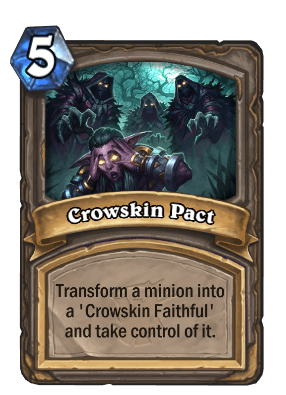 5
Crowskin Pact
Transform a minion into
a 'Crowskin Faithful'
and take control of it.